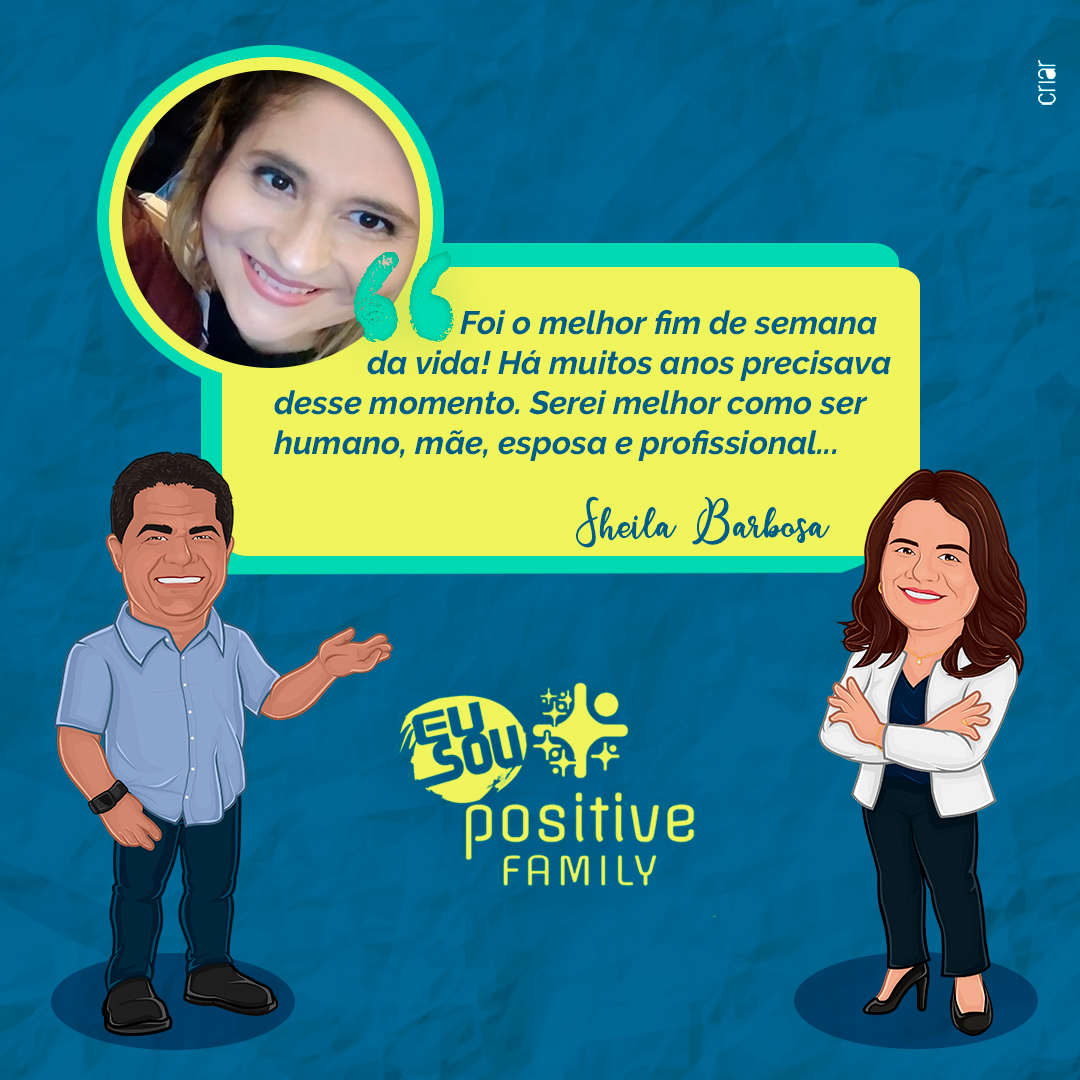 criar
Foi o melhor fim de semana
da vida! Há muitos anos precisava
desse momento. Serei melhor como ser
humano, mãe, esposa e profissional...
Sheila Barbosa
EU
SOU
positive
FAMILY